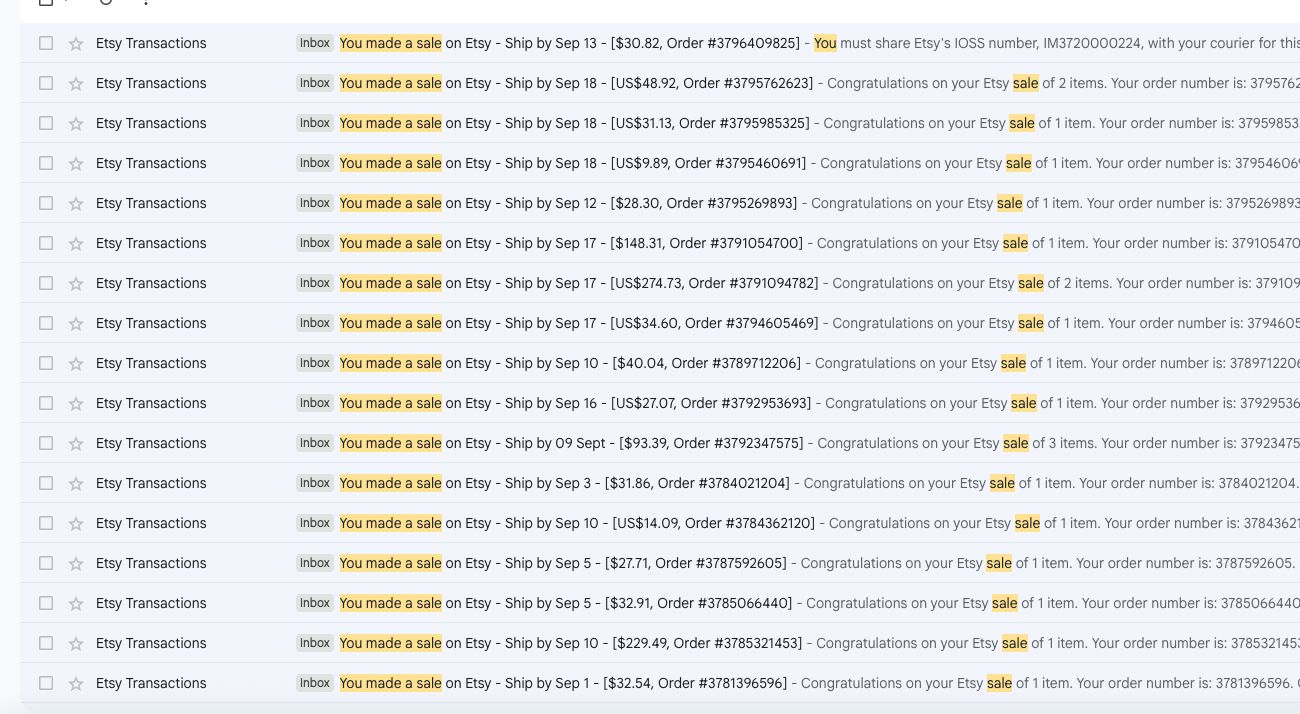 Etsy Transactions Inbox You made a sale on Etsy - Ship by Sep 13 - [$30.82, Order #3796409825] - You must share Etsy's IOSS number, IM3720000224, with your courier for this
Etsy Transactions Inbox You made a sale on Etsy - Ship by Sep 18 - [US$48.92, Order #3795762623] - Congratulations on your Etsy sale of 2 items. Your order number is: 379576
Etsy Transactions Inbox You made a sale on Etsy - Ship by Sep 18 - [US$31.13, Order #3795985325] - Congratulations on your Etsy sale of 1 item. Your order number is: 37959853
Etsy Transactions Inbox You made a sale on Etsy - Ship by Sep 18 - [US$9.89, Order #3795460691] - Congratulations on your Etsy sale of 1 item. Your order number is: 37954606
Etsy Transactions Inbox You made a sale on Etsy - Ship by Sep 12 - [$28.30, Order #3795269893] - Congratulations on your Etsy sale of 1 item. Your order number is: 3795269893
Etsy Transactions Inbox You made a sale on Etsy - Ship by Sep 17 - [$148.31, Order #3791054700] - Congratulations on your Etsy sale of 1 item. Your order number is: 379105470
Etsy Transactions Inbox You made a sale on Etsy - Ship by Sep 17 - [US$274.73, Order #3791094782] - Congratulations on your Etsy sale of 2 items. Your order number is: 379109
Etsy Transactions Inbox You made a sale on Etsy - Ship by Sep 17 - [US$34.60, Order #3794605469] - Congratulations on your Etsy sale of 1 item. Your order number is: 3794605
Etsy Transactions Inbox You made a sale on Etsy - Ship by Sep 10 - [$40.04, Order #3789712206] - Congratulations on your Etsy sale of 1 item. Your order number is: 3789712206
Etsy Transactions Inbox You made a sale on Etsy - Ship by Sep 16 - [US$27.07, Order #3792953693] - Congratulations on your Etsy sale of 1 item. Your order number is: 37929536
Etsy Transactions Inbox You made a sale on Etsy - Ship by 09 Sept - [$93.39, Order #3792347575] - Congratulations on your Etsy sale of 3 items. Your order number is: 37923475
Etsy Transactions Inbox You made a sale on Etsy - Ship by Sep 3 - [$31.86, Order #3784021204] - Congratulations on your Etsy sale of 1 item. Your order number is: 3784021204.
Etsy Transactions Inbox You made a sale on Etsy - Ship by Sep 10 - [US$14.09, Order #3784362120] - Congratulations on your Etsy sale of 1 item. Your order number is: 3784362
Etsy Transactions Inbox You made a sale on Etsy - Ship by Sep 5 - [$27.71, Order #3787592605] - Congratulations on your Etsy sale of 1 item. Your order number is: 3787592605.
Etsy Transactions Inbox You made a sale on Etsy - Ship by Sep 5 - [$32.91, Order #3785066440] - Congratulations on your Etsy sale of 1 item. Your order number is: 3785066440
Etsy Transactions Inbox You made a sale on Etsy - Ship by Sep 10 - [$229.49, Order #3785321453] - Congratulations on your Etsy sale of 1 item. Your order number is: 378532145
Etsy Transactions Inbox You made a sale on Etsy - Ship by Sep 1 - [$32.54, Order #3781396596] - Congratulations on your Etsy sale of 1 item. Your order number is: 3781396596.